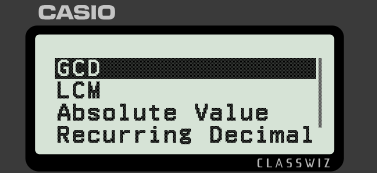 CASIO
GCD
LCM
Absolute Value
Recurring Decimal
CLASSWIZ